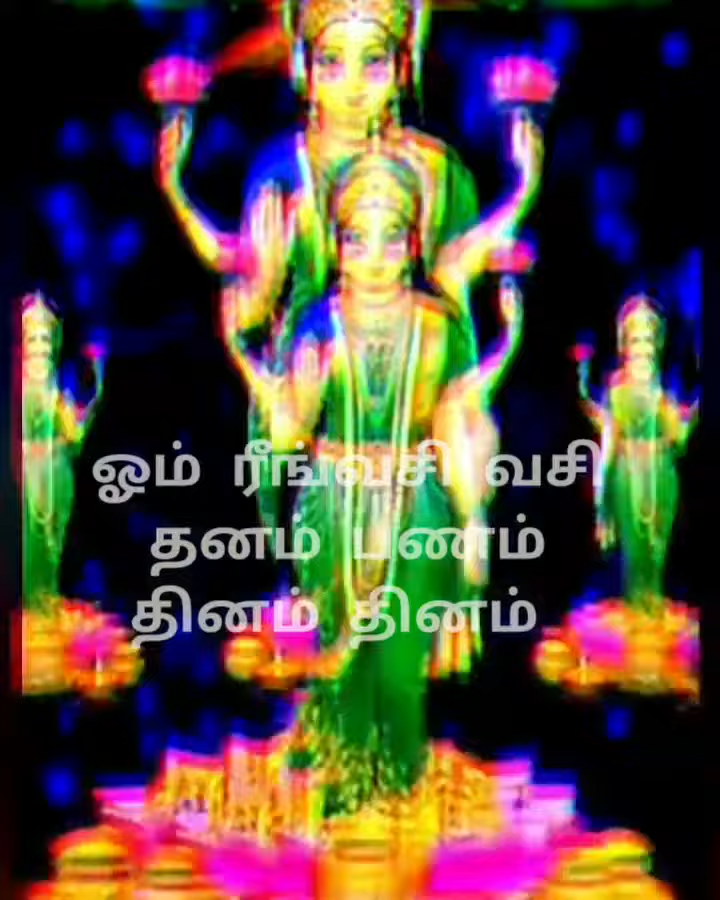 ஓம் ரீங்வசி வசி
தனம் பணம்
தினம் தினம்